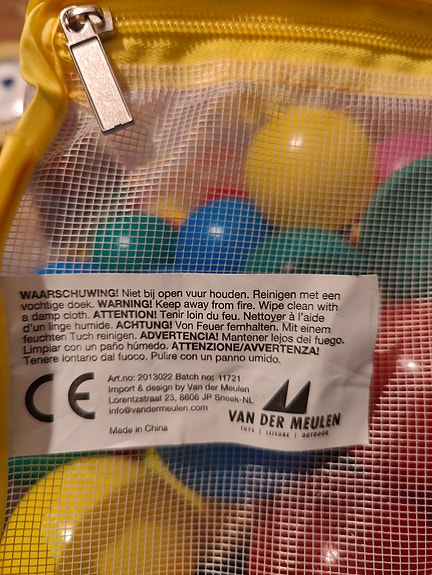 WAARSCHUWING! Niet bij open vuur houden. Reinigen met een
vochtige doek. WARNING! Keep away from fire. Wipe clean with
a damp cloth. ATTENTION! Tenir loin du feu. Nettoyer à l'aide
d'un linge humide. ACHTUNG! Von Feuer fernhalten. Mit einem
feuchten Tuch reinigen. ADVERTENCIA! Mantener lejos del fuego.
Limpiar con un paño húmedo. ATTENZIONE/AVVERTENZA!
Tenere lontano dal fuoco. Pulire con un panno umido.
CE
Art.no: 2013022 Batch no: 11721
Import & design by Van der Meulen
Lorentzstraat 23, 8606 JP Sneek-NL
info@vandermeulen.com
Made in China
VAN DER MEULEN
TOYS | LEISURE | OUTDOOR